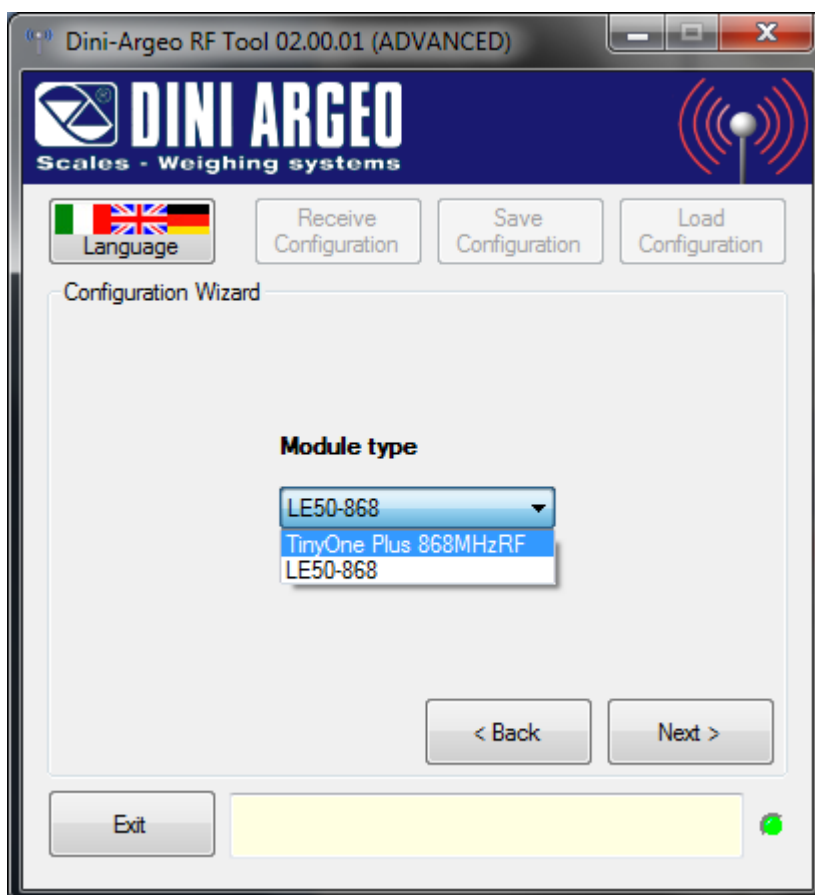 Dini-Argeo RF Tool 02.00.01 (ADVANCED)
DINI ARGEO
Scales - Weighing systems
Language
Receive Configuration
Save Configuration
Load Configuration
Configuration Wizard
Module type
LE50-868
TinyOne Plus 868MHzRF
LE50-868
< Back
Next >
Exit